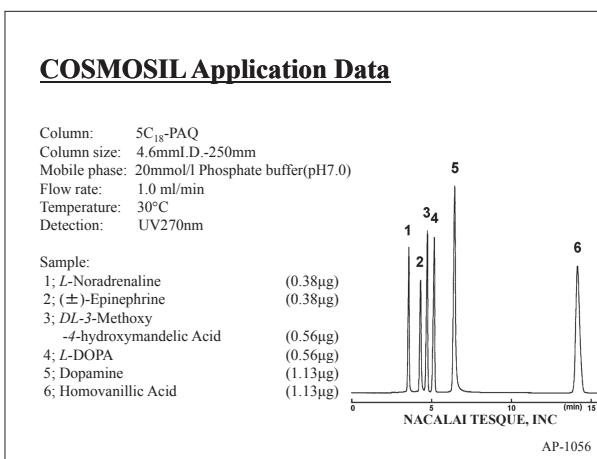 COSMOSIL Application Data
Column: 5C18-PAQ
Column size: 4.6mmI.D.-250mm
Mobile phase: 20mmol/l Phosphate buffer(pH7.0)
Flow rate: 1.0 ml/min
Temperature: 30°C
Detection: UV270nm
Sample:
1; L-Noradrenaline (0.38μg)
2; (±)-Epinephrine (0.38μg)
3; DL-3-Methoxy
-4-hydroxymandelic Acid (0.56μg)
4; L-DOPA (0.56μg)
5; Dopamine (1.13μg)
6; Homovanillic Acid (1.13μg)
1
2
3
4
5
6
0 5 10 (min) 15
NACALAI TESQUE, INC
AP-1056